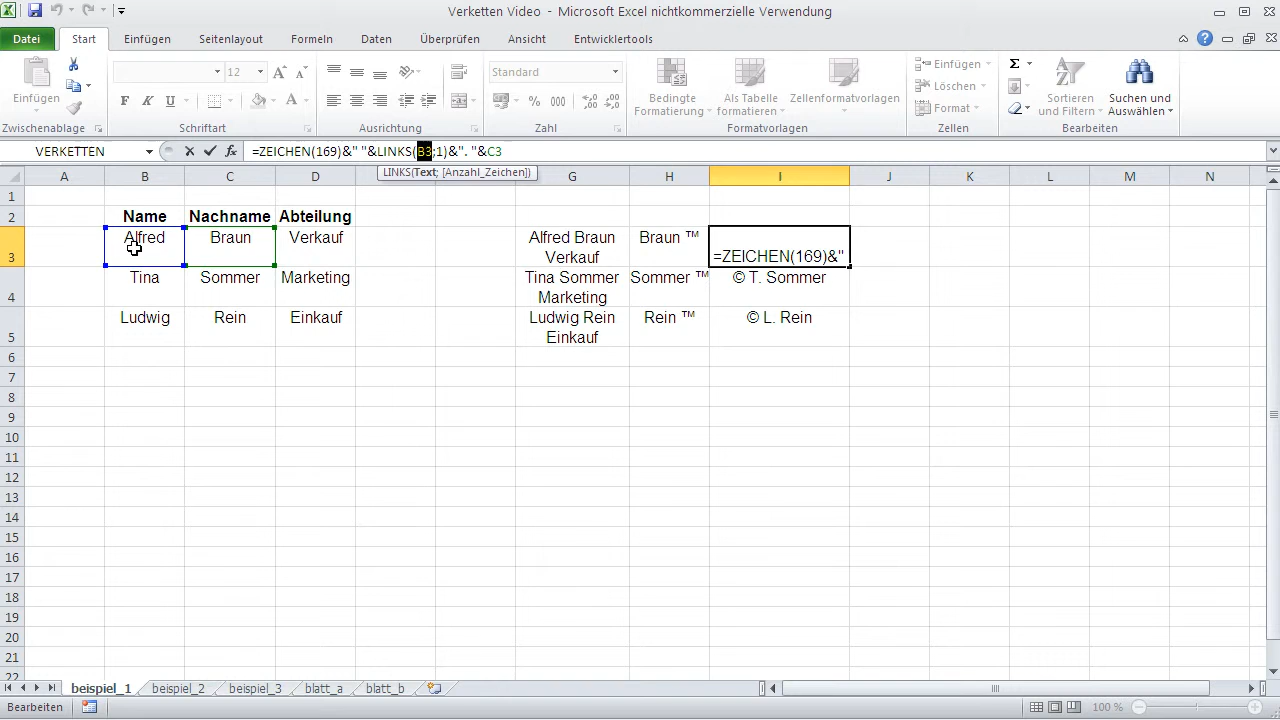 Verketten Video - Microsoft Excel nichtkommerzielle Verwendung
Datei Start Einfügen Seitenlayout Formeln Daten Überprüfen Ansicht Entwicklertools
Einfügen
Zwischenablage
12
Schriftart
Ausrichtung
Standard
Zahl
Bedingte Formatierung
Als Tabelle formatieren
Zellenformatvorlagen
Formatvorlagen
Einfügen
Löschen
Format
Zellen
Sortieren und Filtern
Suchen und Auswählen
Bearbeiten
VERKETTEN =ZEICHEN(169)&" "&LINKS(B3;1)&". "&C3
LINKS(Text; [Anzahl_Zeichen])
A B C G H I J K L M N
1
2 Name Nachname Abteilung
3 Alfred Braun Verkauf Alfred Braun Verkauf Braun ™ =ZEICHEN(169)&"
4 Tina Sommer Marketing Tina Sommer Marketing Sommer ™ © T. Sommer
5 Ludwig Rein Einkauf Ludwig Rein Einkauf Rein ™ © L. Rein
6
7
8
9
10
11
12
13
14
15
16
17
18
19
20
21
22
beispiel_1 beispiel_2 beispiel_3 blatt_a blatt_b
Bearbeiten 100 %